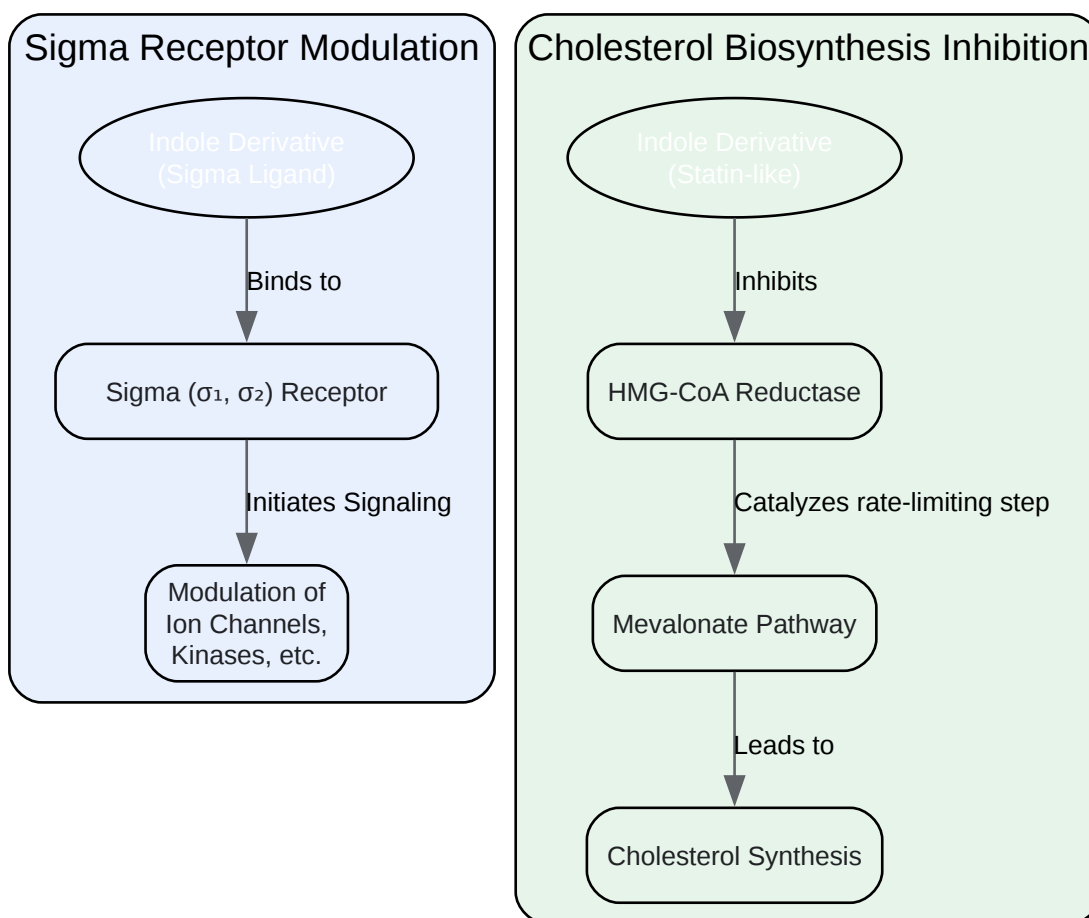 Sigma Receptor Modulation
Indole Derivative
(Sigma Ligand)
Binds to
Sigma (σ₁, σ₂) Receptor
Initiates Signaling
Modulation of
Ion Channels,
Kinases, etc.
Cholesterol Biosynthesis Inhibition
Indole Derivative
(Statin-like)
Inhibits
HMG-CoA Reductase
Catalyzes rate-limiting step
Mevalonate Pathway
Leads to
Cholesterol Synthesis